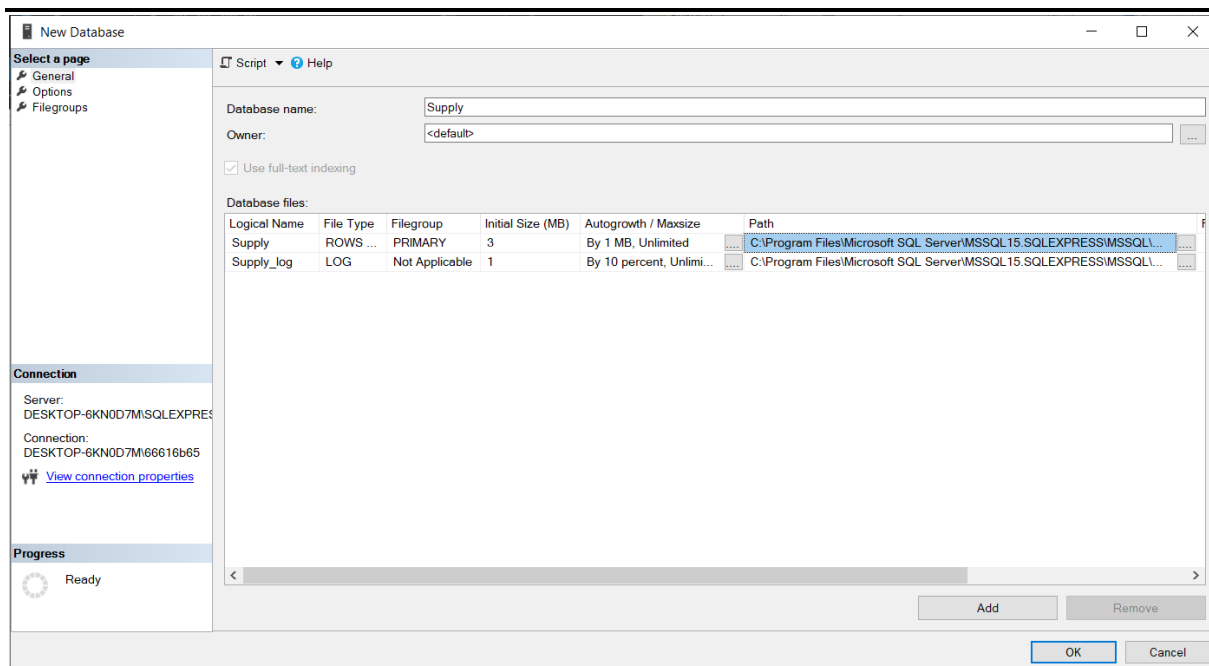 New Database
Select a page
General
Options
Filegroups
Script Help
Database name: Supply
Owner: <default> ...
Use full-text indexing
Database files:
Logical Name File Type Filegroup Initial Size (MB) Autogrowth / Maxsize Path
Supply ROWS ... PRIMARY 3 By 1 MB, Unlimited .... C:\Program Files\Microsoft SQL Server\MSSQL15.SQLEXPRESS\MSSQL\... ....
Supply_log LOG Not Applicable 1 By 10 percent, Unlimi... .... C:\Program Files\Microsoft SQL Server\MSSQL15.SQLEXPRESS\MSSQL\... ....
Connection
Server:
DESKTOP-6KN0D7M\SQLEXPRES
Connection:
DESKTOP-6KN0D7M\66616b65
View connection properties
Progress
Ready
Add Remove
OK Cancel